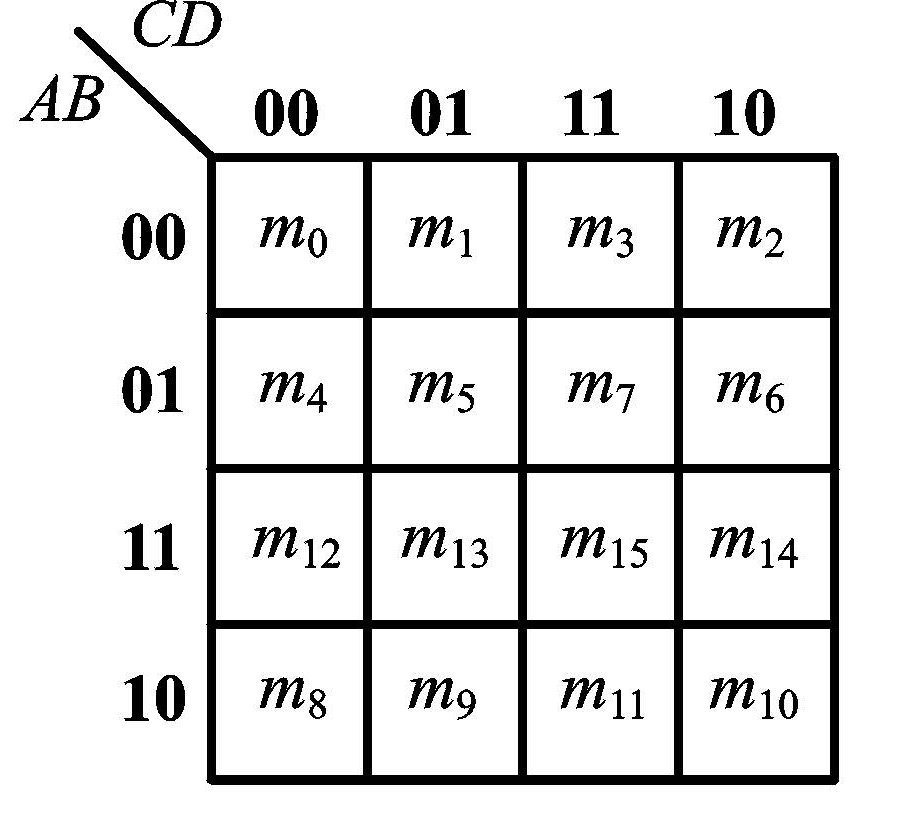 CD
AB
00 01 11 10
00 m₀ m₁ m₃ m₂
01 m₄ m₅ m₇ m₆
11 m₁₂ m₁₃ m₁₅ m₁₄
10 m₈ m₉ m₁₁ m₁₀